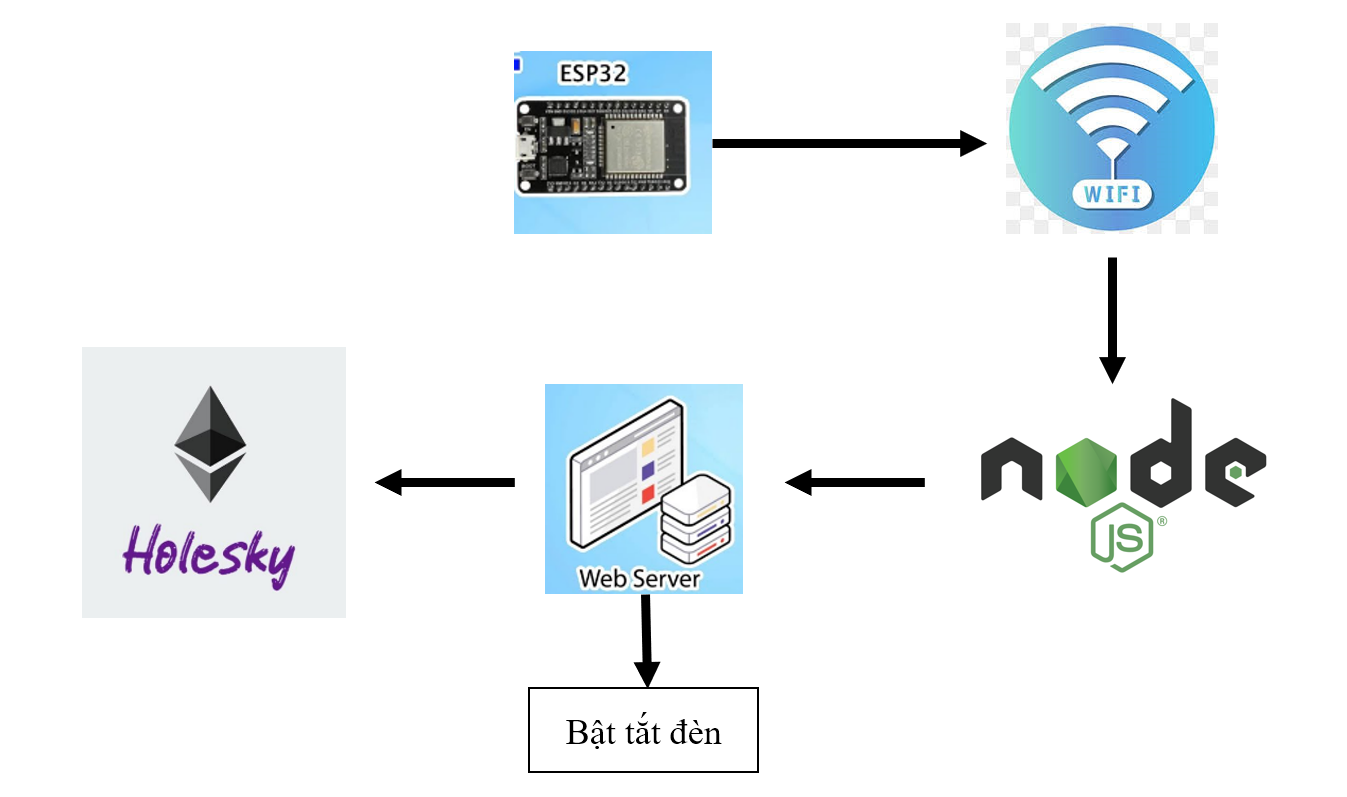 ESP32
WIFI
Holesky
Web Server
node
JS®
Bật tắt đèn